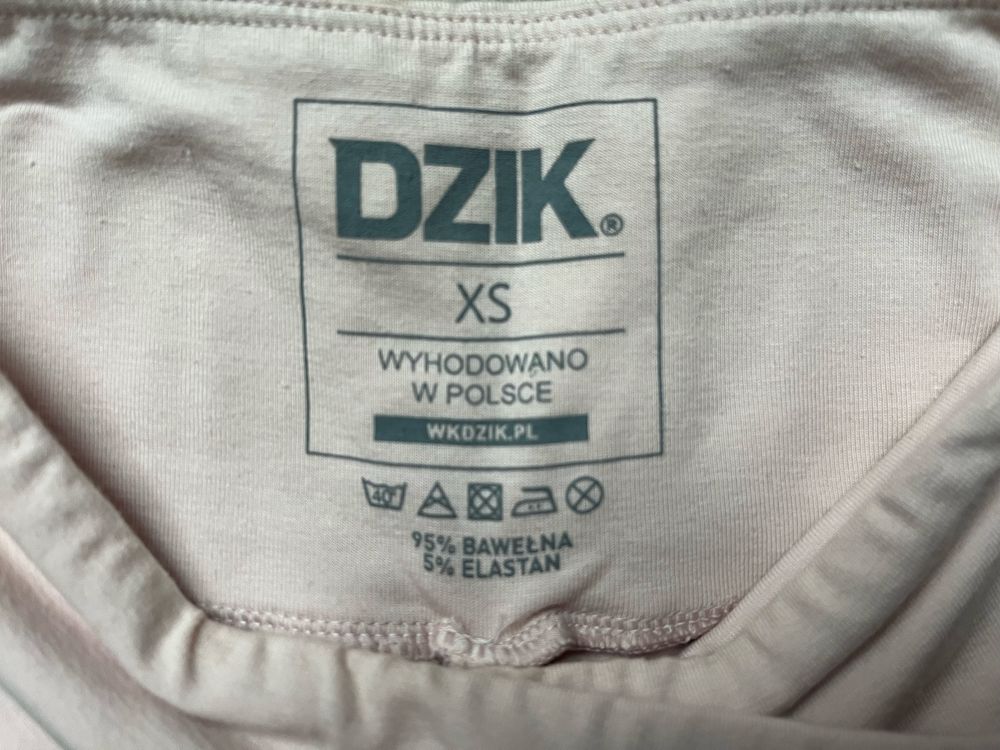 DZIK®
XS
WYHODOWANO
W POLSCE
WKDZIK.PL
40°
95% BAWEŁNA
5% ELASTAN